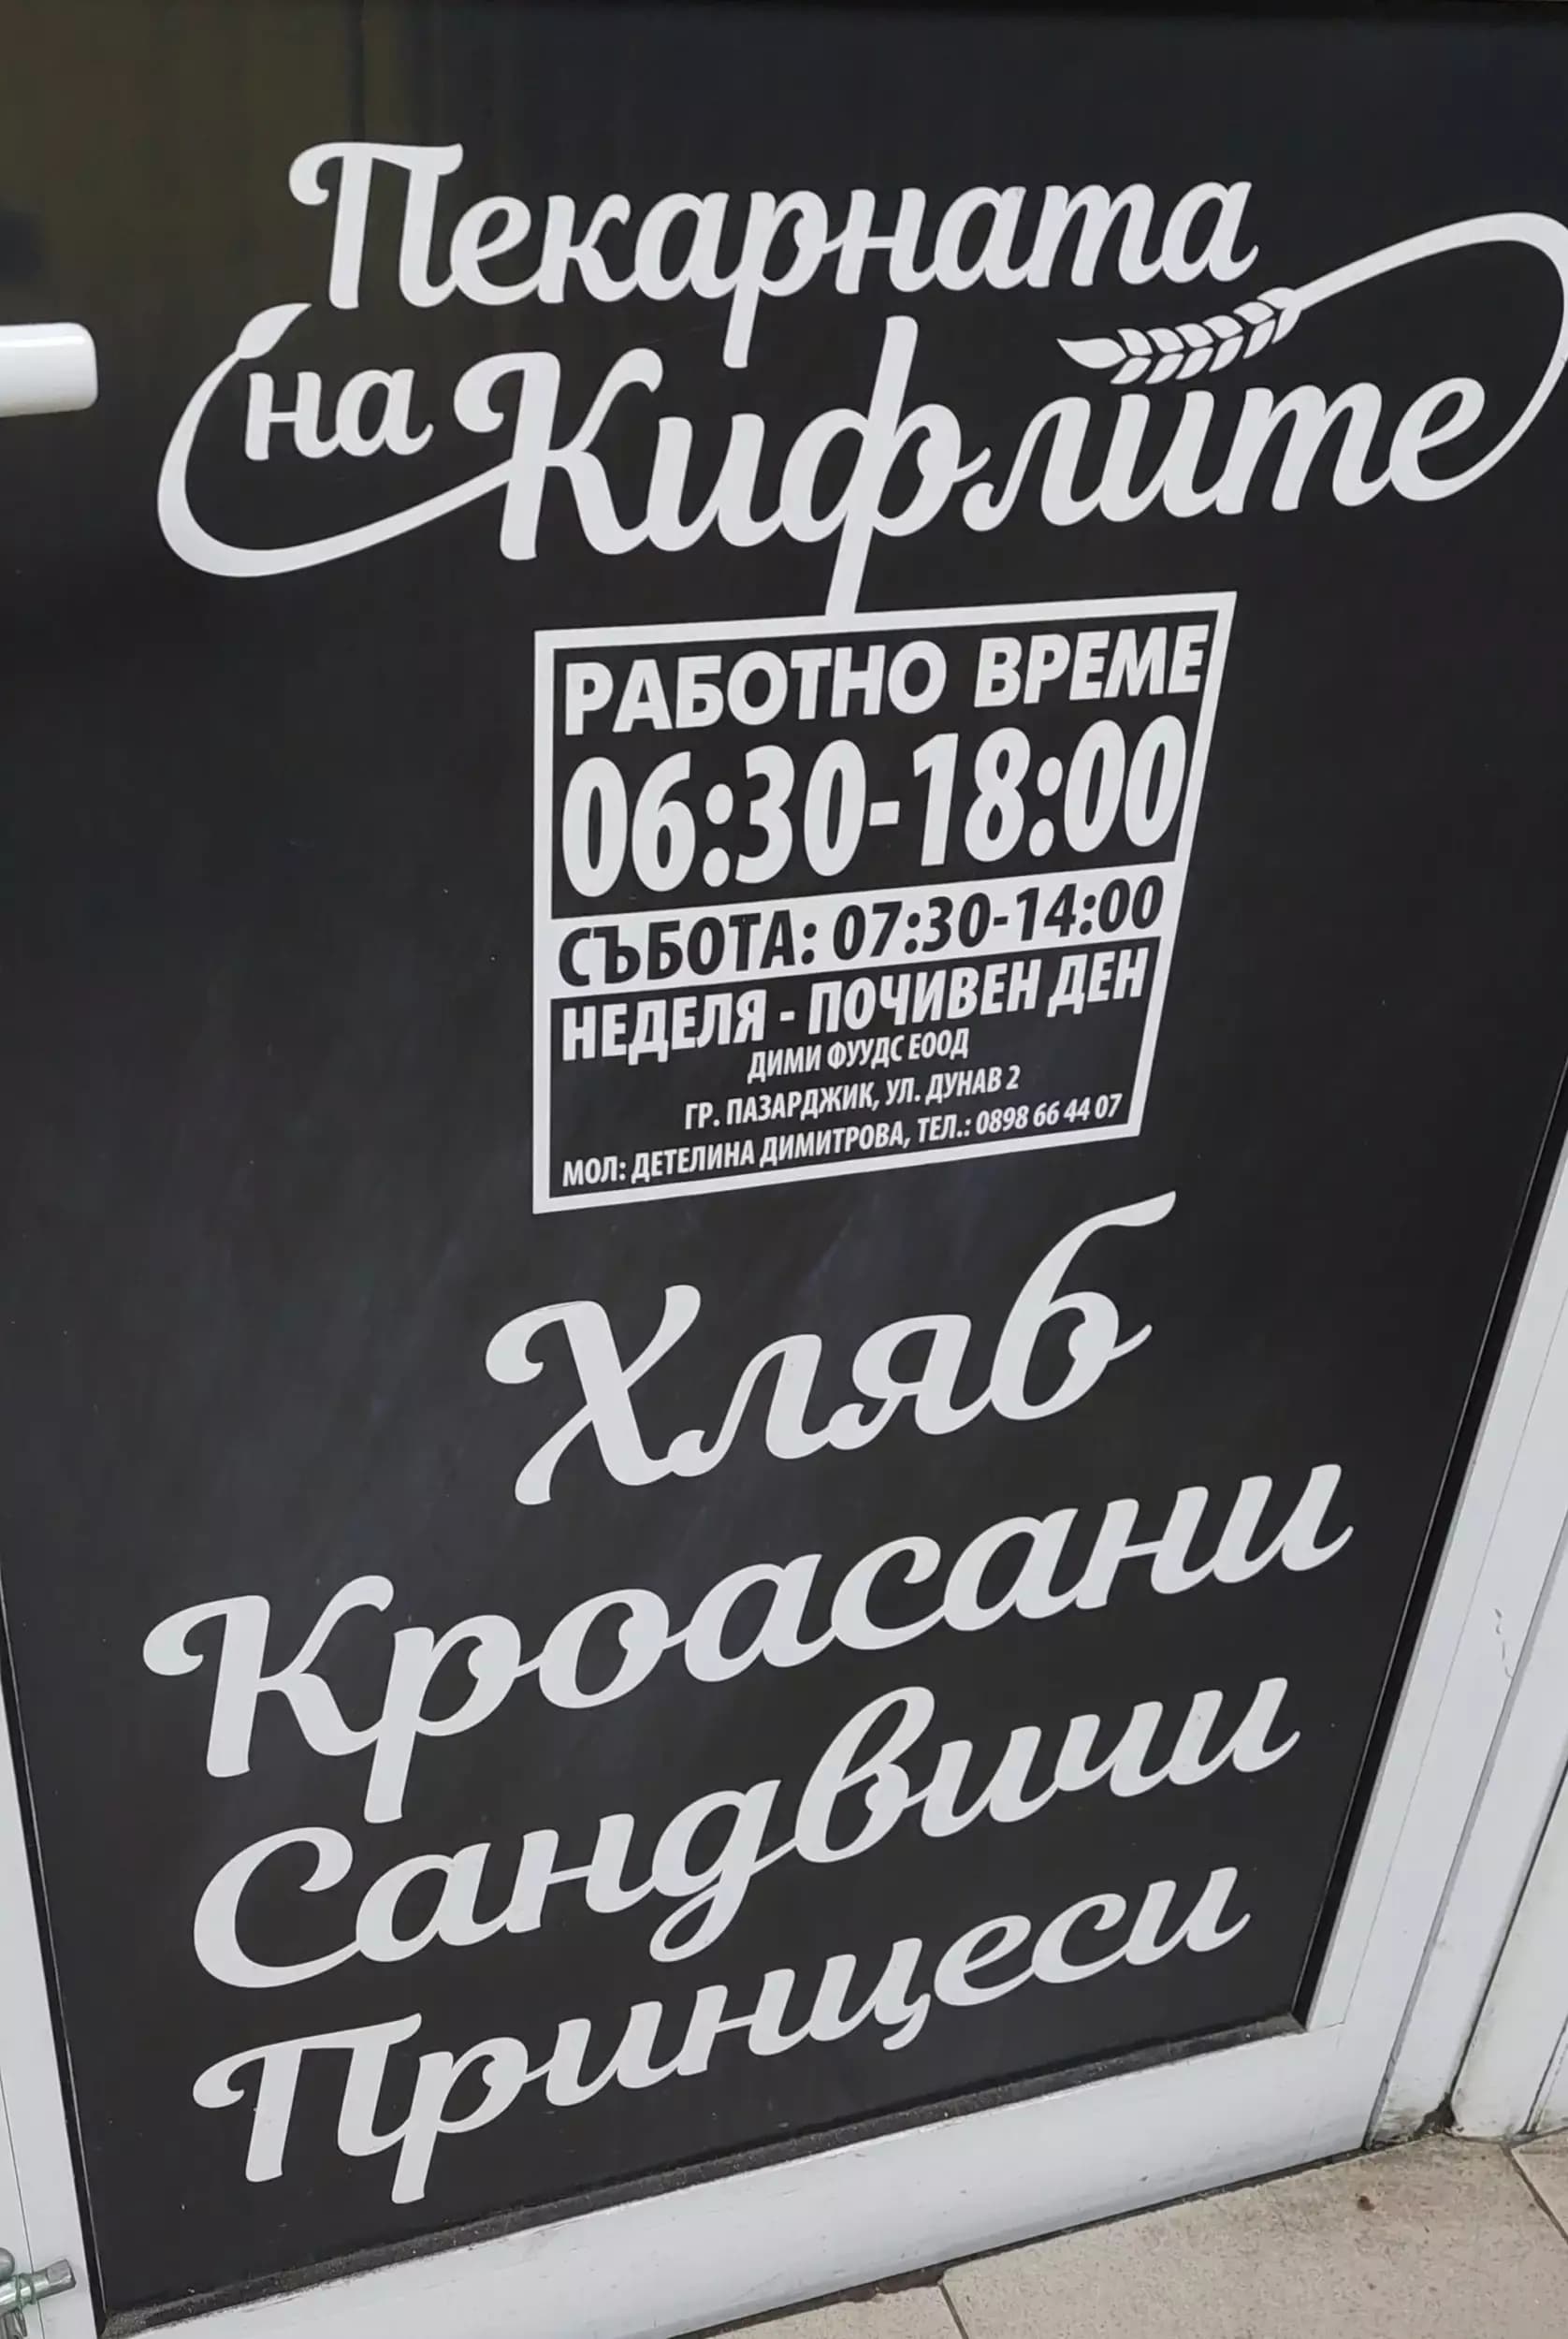 Пекарната
на Кифлите
РАБОТНО ВРЕМЕ
06:30-18:00
СЪБОТА: 07:30-14:00
НЕДЕЛЯ - ПОЧИВЕН ДЕН
ДИМИ ФУУДС ЕООД
ГР. ПАЗАРДЖИК, УЛ. ДУНАВ 2
МОЛ: ДЕТЕЛИНА ДИМИТРОВА, ТЕЛ.: 0898 66 44 07
Хляб
Кроасани
Сандвичи
Принцеси